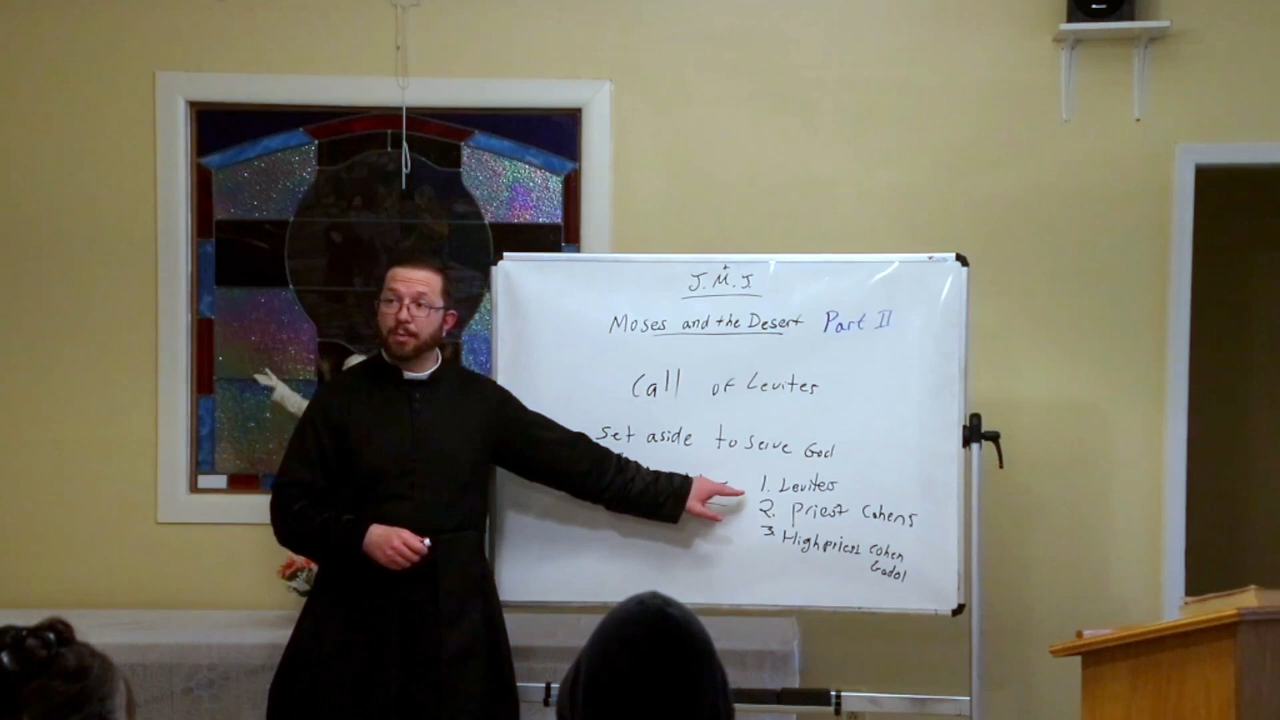 J. M. J.
Moses and the Desert Part II
Call of Levites
set aside to serve God
1. Levites
2. Priest Cohens
3. High priest Cohen
Gadol